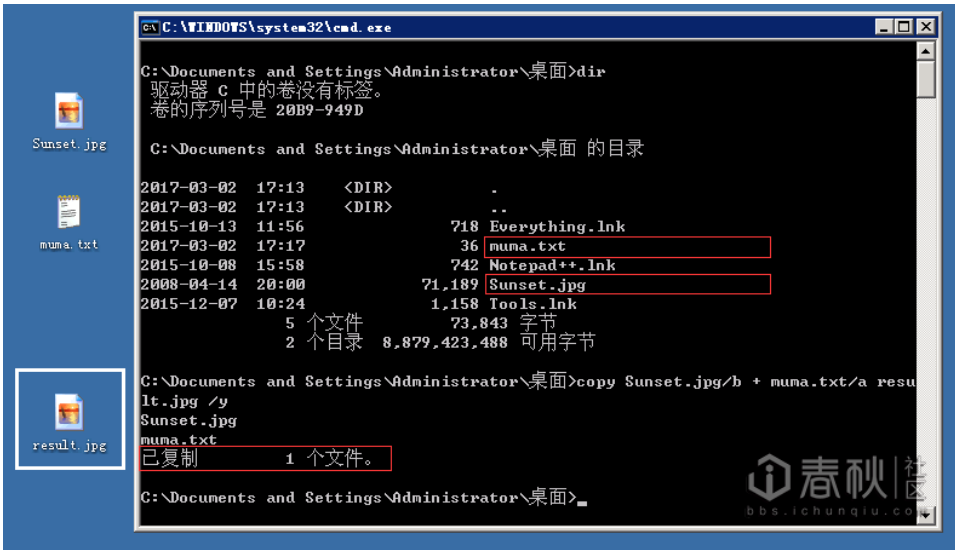 C:\WINDOWS\system32\cmd.exe
C:\Documents and Settings\Administrator\桌面>dir
驱动器 C 中的卷没有标签。
卷的序列号是 20B9-949D
C:\Documents and Settings\Administrator\桌面 的目录
2017-03-02 17:13 <DIR> .
2017-03-02 17:13 <DIR> ..
2015-10-13 11:56 718 Everything.lnk
2017-03-02 17:17 36 muma.txt
2015-10-08 15:58 742 Notepad++.lnk
2008-04-14 20:00 71,189 Sunset.jpg
2015-12-07 10:24 1,158 Tools.lnk
5 个文件 73,843 字节
2 个目录 8,879,423,488 可用字节
C:\Documents and Settings\Administrator\桌面>copy Sunset.jpg/b + muma.txt/a resu
lt.jpg /y
Sunset.jpg
muma.txt
已复制 1 个文件。
C:\Documents and Settings\Administrator\桌面>_
Sunset.jpg
muma.txt
result.jpg
春秋 社区
bbs.ichunqiu.com